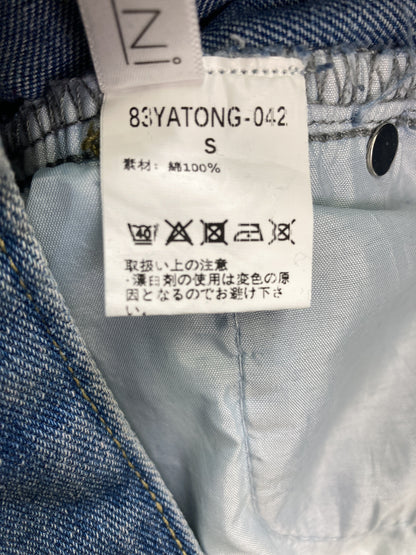 Ni
83YATONG-042
S
素材: 綿100%
40
取扱い上の注意
・漂白剤の使用は変色の原
因となるのでお避け下さ
い。